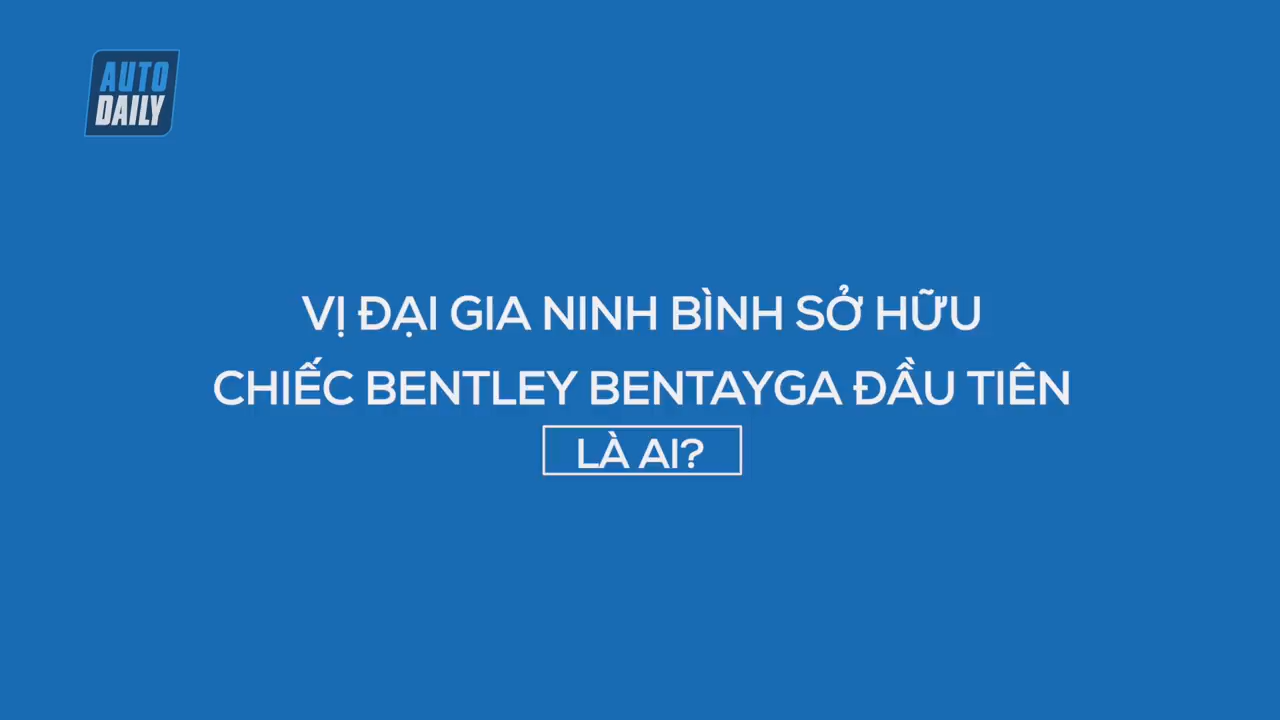 AUTO
DAILY
VỊ ĐẠI GIA NINH BÌNH SỞ HỮU
CHIẾC BENTLEY BENTAYGA ĐẦU TIÊN
LÀ AI?